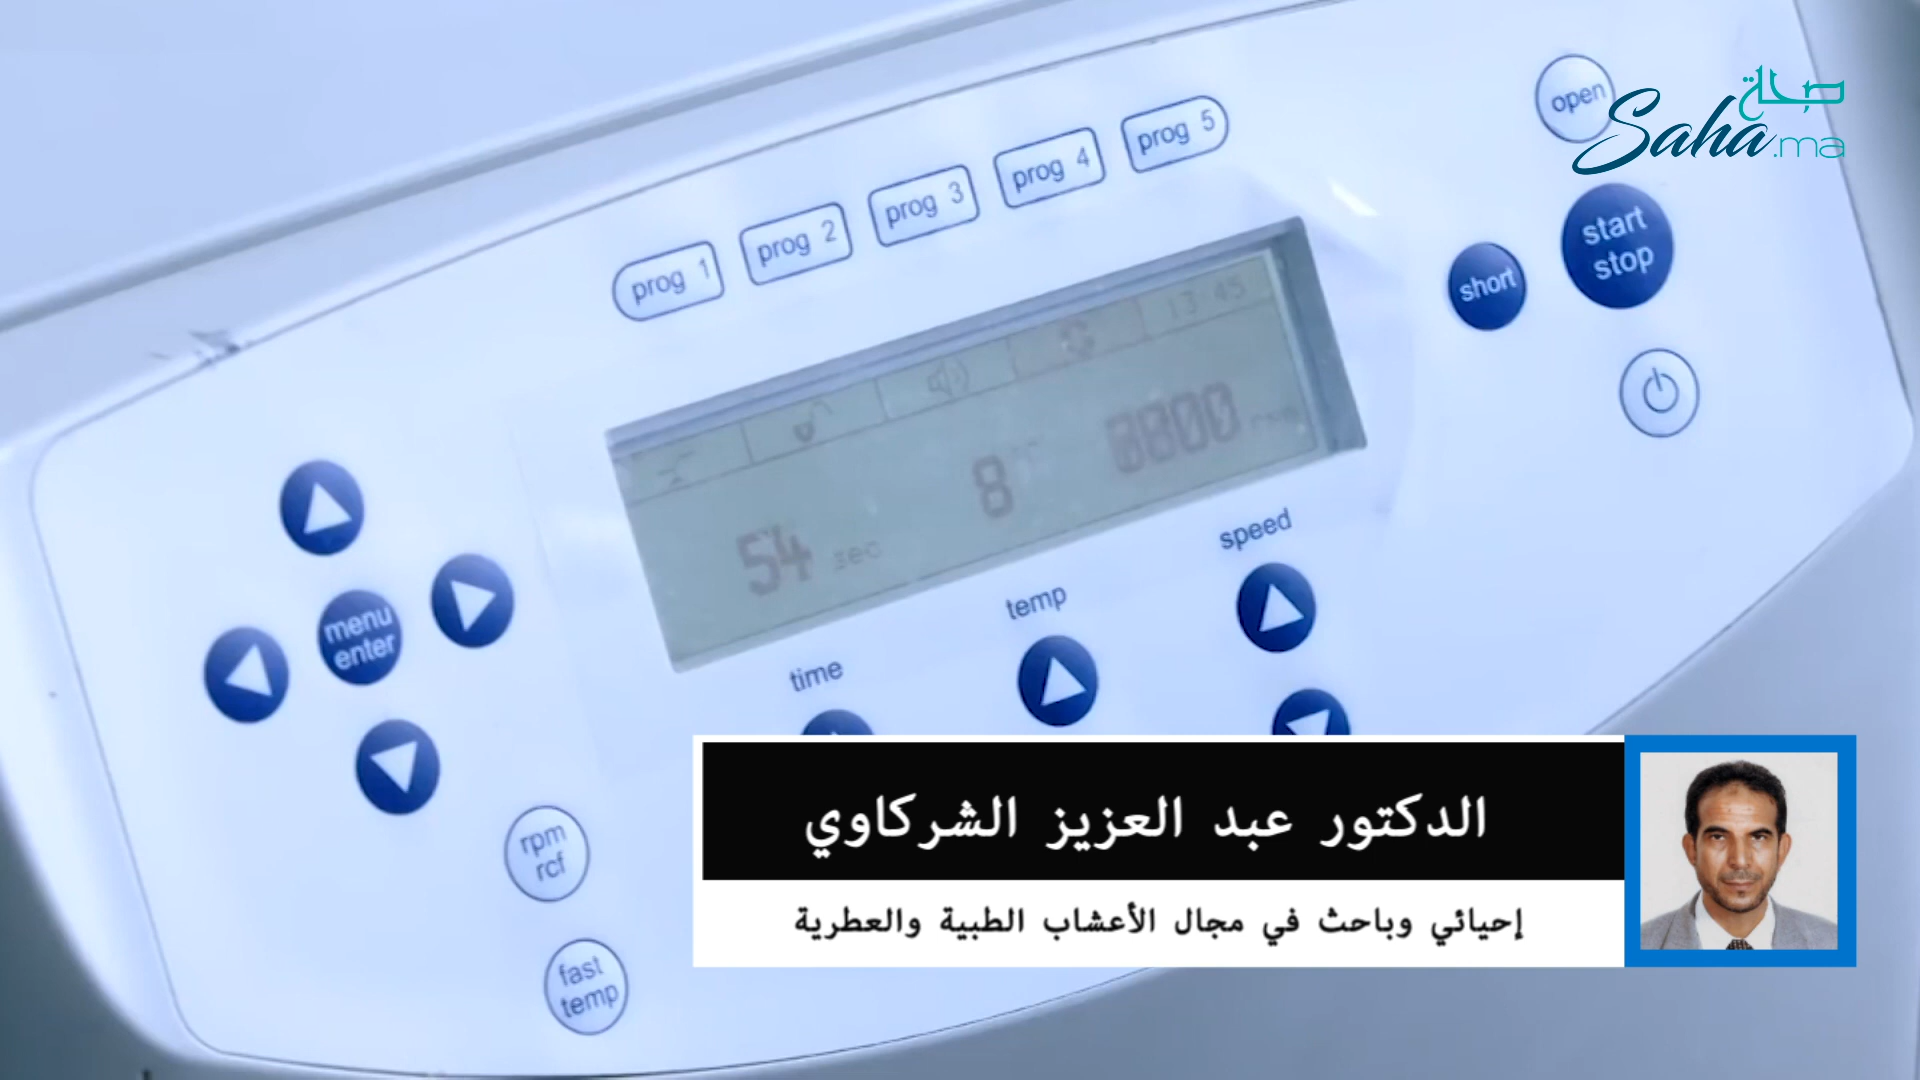 صحة
Saha.ma
open
prog 1
prog 2
prog 3
prog 4
prog 5
start
stop
short
13:45
54 sec
8
speed
temp
time
menu
enter
rpm
rcf
fast
temp
الدكتور عبد العزيز الشركاوي
إحيائي وباحث في مجال الأعشاب الطبية والعطرية